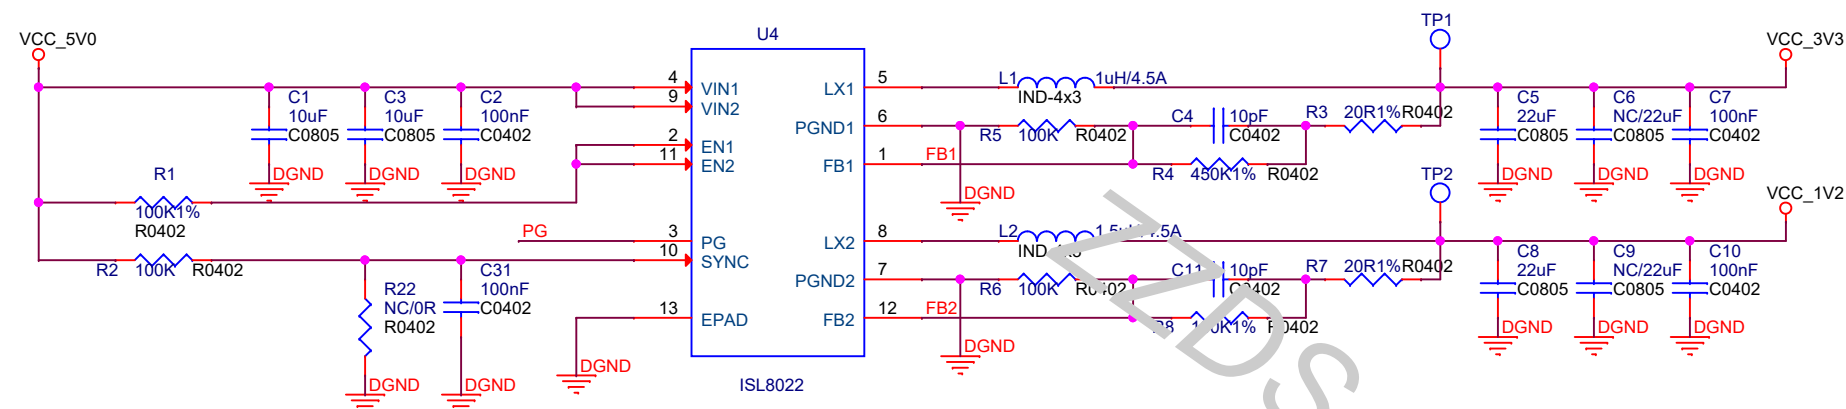 TP1
VCC_5V0
U4
VCC_3V3
4 VIN1
LX1 5
L1 1uH/4.5A
IND-4x3
9 VIN2
C1
10uF
C0805
C3
10uF
C0805
C2
100nF
C0402
PGND1 6
R5 100K R0402
C4 10pF
C0402
R3 20R1% R0402
C5
22uF
C0805
C6
NC/22uF
C0805
C7
100nF
C0402
2 EN1
11 EN2
FB1 1
FB1
R4 450K1% R0402
DGND
DGND
DGND
DGND
DGND
DGND
DGND
R1
100K1%
R0402
TP2
VCC_1V2
PG
3 PG
LX2 8
L2
10 SYNC
R2 100K R0402
PGND2 7
R6 100K R0402
C11 10pF
C0402
R7 20R1% R0402
C8
22uF
C0805
C9
NC/22uF
C0805
C10
100nF
C0402
R22
NC/0R
R0402
C31
100nF
C0402
13 EPAD
FB2 12
FB2
R8 R0402
DGND
DGND
DGND
DGND
DGND
DGND
DGND
ISL8022
ZDS